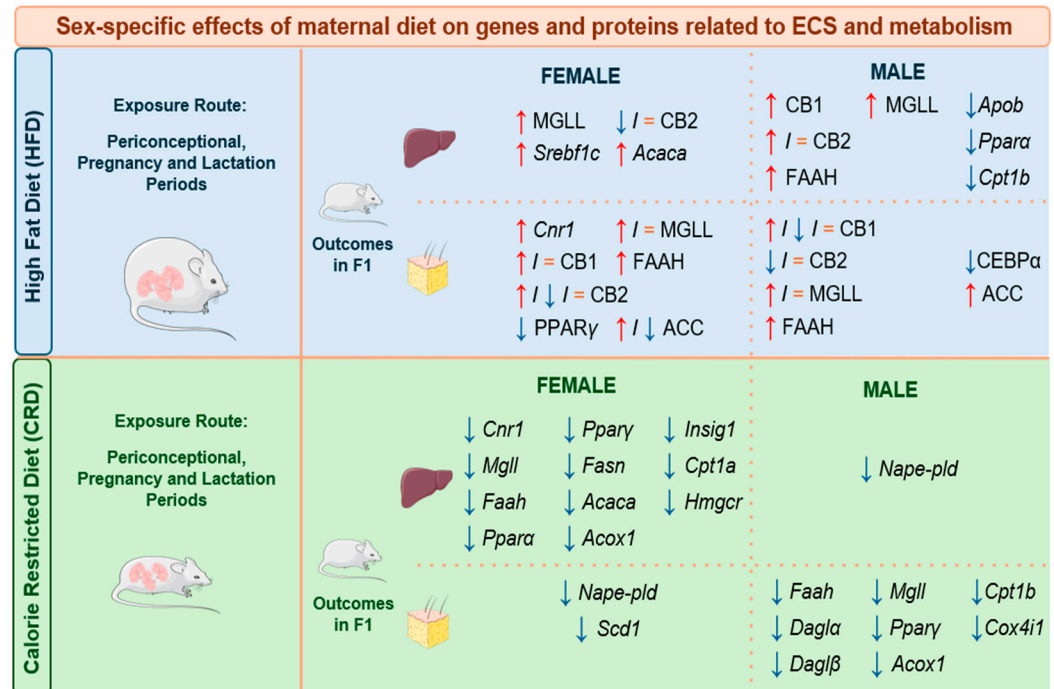 Sex-specific effects of maternal diet on genes and proteins related to ECS and metabolism
High Fat Diet (HFD)
Exposure Route:
Periconceptional,
Pregnancy and Lactation
Periods
Outcomes
in F1
FEMALE
↑ MGLL ↓ I = CB2
↑ Srebf1c ↑ Acaca
MALE
↑ CB1 ↑ MGLL ↓ Apob
↑ I = CB2 ↓ Pparα
↑ FAAH ↓ Cpt1b
↑ Cnr1 ↑ I = MGLL
↑ I = CB1 ↑ FAAH
↑ I ↓ I = CB2
↓ PPARγ ↑ I ↓ ACC
↑ I ↓ I = CB1
↓ I = CB2 ↓ CEBPα
↑ I = MGLL ↑ ACC
↑ FAAH
Calorie Restricted Diet (CRD)
Exposure Route:
Periconceptional,
Pregnancy and Lactation
Periods
Outcomes
in F1
FEMALE
↓ Cnr1 ↓ Pparγ ↓ Insig1
↓ Mgll ↓ Fasn ↓ Cpt1a
↓ Faah ↓ Acaca ↓ Hmgcr
↓ Pparα ↓ Acox1
MALE
↓ Nape-pld
↓ Nape-pld
↓ Scd1
↓ Faah ↓ Mgll ↓ Cpt1b
↓ Daglα ↓ Pparγ ↓ Cox4i1
↓ Daglβ ↓ Acox1